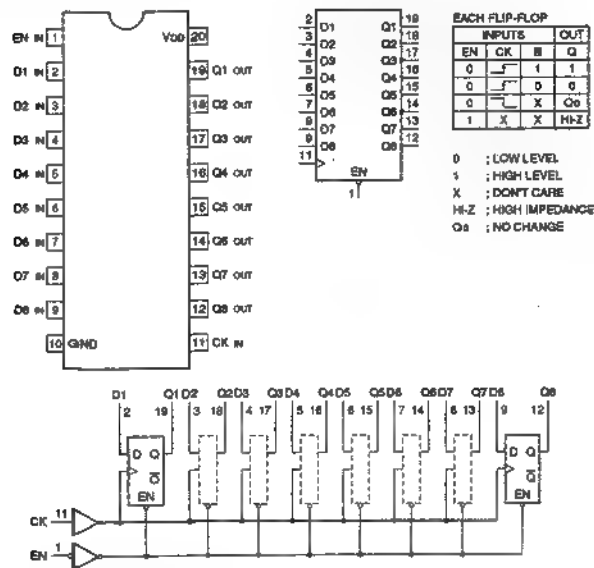 EN IN 1
D1 IN 2
D2 IN 3
D3 IN 4
D4 IN 5
D5 IN 6
D6 IN 7
D7 IN 8
D8 IN 9
10 GND
VDD 20
19 Q1 OUT
18 Q2 OUT
17 Q3 OUT
16 Q4 OUT
15 Q5 OUT
14 Q6 OUT
13 Q7 OUT
12 Q8 OUT
11 CK IN
2 D1 Q1 19
3 D2 Q2 18
4 D3 Q3 17
5 D4 Q4 16
6 D5 Q5 15
7 D6 Q6 14
8 D7 Q7 13
9 D8 Q8 12
11
EN
1
EACH FLIP-FLOP
INPUTS OUT
EN CK Q
0 1 1
0 0 0
0 X Qo
1 X X HI-Z
0 ; LOW LEVEL
1 ; HIGH LEVEL
X ; DON'T CARE
HI-Z ; HIGH IMPEDANCE
Qo ; NO CHANGE
D1 Q1 D2 Q2 D3 Q3 D4 Q4 D5 Q5 D6 Q6 D7 Q7 D8 Q8
2 19 3 18 4 17 5 16 6 15 7 14 8 13 9 12
D Q D Q
Q Q
EN EN
CK 11
EN 1